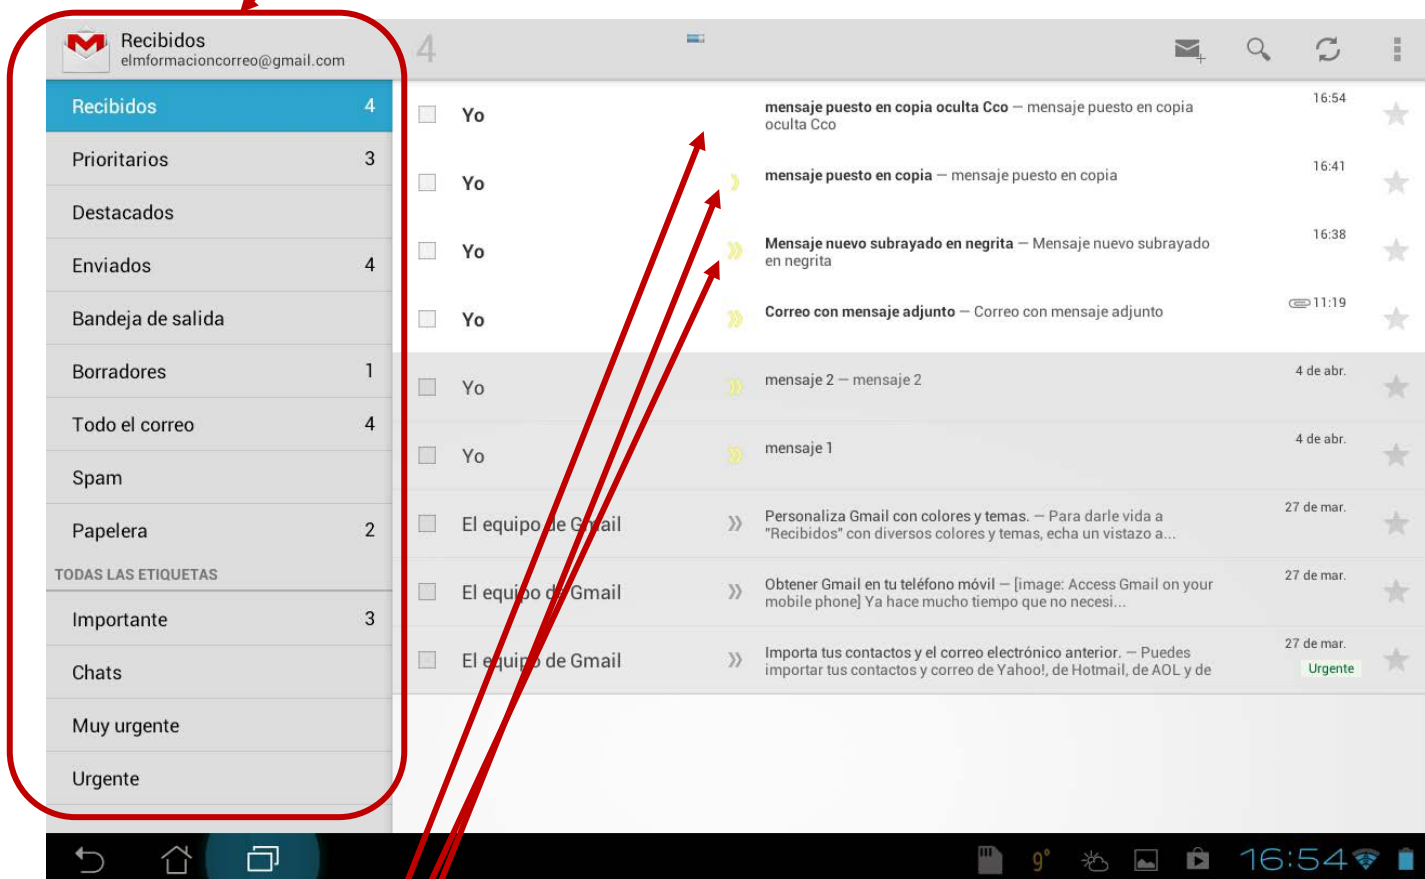 Recibidos
elmformacioncorreo@gmail.com
4
Recibidos 4
Prioritarios 3
Destacados
Enviados 4
Bandeja de salida
Borradores 1
Todo el correo 4
Spam
Papelera 2
TODAS LAS ETIQUETAS
Importante 3
Chats
Muy urgente
Urgente
Yo
mensaje puesto en copia oculta Cco — mensaje puesto en copia
oculta Cco
16:54
Yo
mensaje puesto en copia — mensaje puesto en copia
16:41
Yo
Mensaje nuevo subrayado en negrita — Mensaje nuevo subrayado
en negrita
16:38
Yo
Correo con mensaje adjunto — Correo con mensaje adjunto
11:19
Yo
mensaje 2 — mensaje 2
4 de abr.
Yo
mensaje 1
4 de abr.
El equipo de Gmail
Personaliza Gmail con colores y temas. — Para darle vida a
"Recibidos" con diversos colores y temas, echa un vistazo a...
27 de mar.
El equipo de Gmail
Obtener Gmail en tu teléfono móvil — [image: Access Gmail on your
mobile phone] Ya hace mucho tiempo que no necesi...
27 de mar.
El equipo de Gmail
Importa tus contactos y el correo electrónico anterior. — Puedes
importar tus contactos y correo de Yahoo!, de Hotmail, de AOL y de
27 de mar.
Urgente
9°
16:54